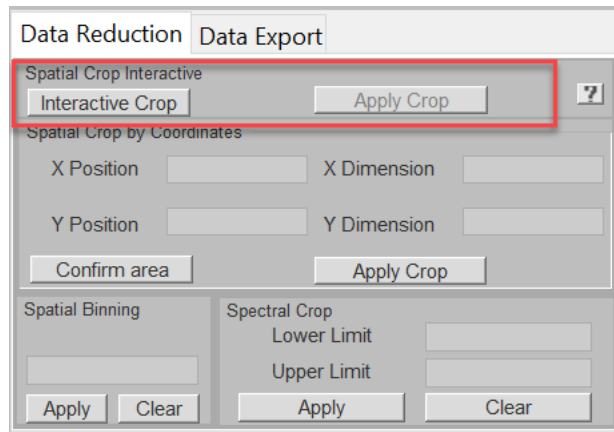 Data Reduction Data Export
Spatial Crop Interactive
Interactive Crop Apply Crop ?
Spatial Crop by Coordinates
X Position X Dimension
Y Position Y Dimension
Confirm area Apply Crop
Spatial Binning Spectral Crop
Lower Limit
Upper Limit
Apply Clear Apply Clear